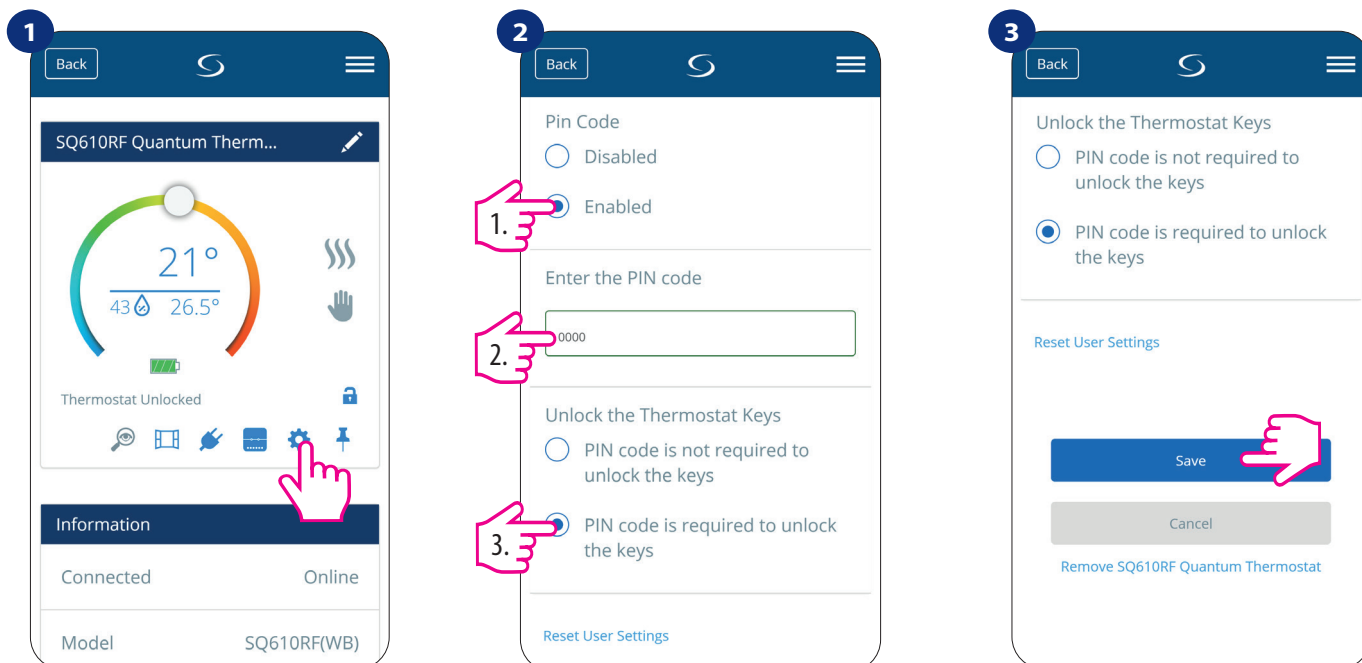 1
Back
SQ610RF Quantum Therm...
21°
43 26.5°
Thermostat Unlocked
Information
Connected Online
Model SQ610RF(WB)
2
Back
Pin Code
Disabled
1. Enabled
Enter the PIN code
2. 0000
Unlock the Thermostat Keys
PIN code is not required to
unlock the keys
3. PIN code is required to unlock
the keys
Reset User Settings
3
Back
Unlock the Thermostat Keys
PIN code is not required to
unlock the keys
PIN code is required to unlock
the keys
Reset User Settings
Save
Cancel
Remove SQ610RF Quantum Thermostat